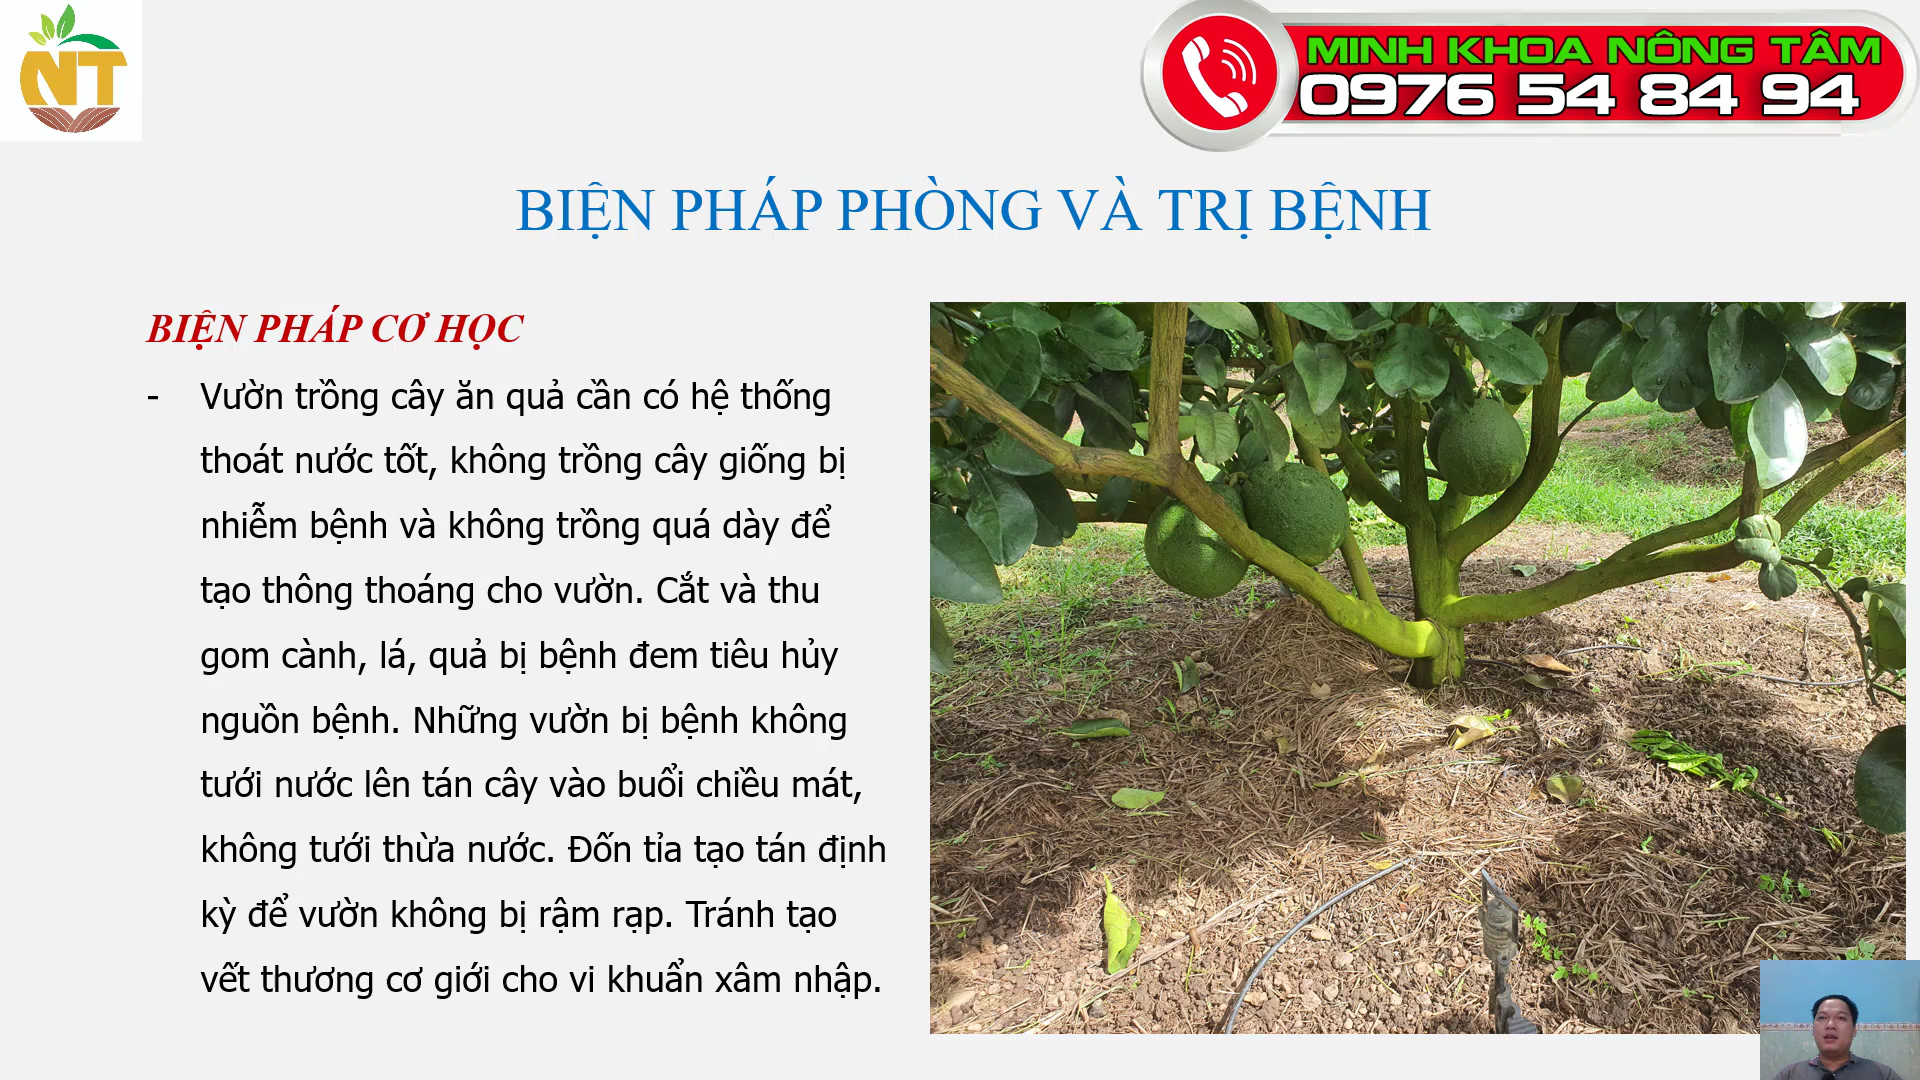 NT
MINH KHOA NÔNG TÂM
0976 54 84 94
BIỆN PHÁP PHÒNG VÀ TRỊ BỆNH
BIỆN PHÁP CƠ HỌC
- Vườn trồng cây ăn quả cần có hệ thống
thoát nước tốt, không trồng cây giống bị
nhiễm bệnh và không trồng quá dày để
tạo thông thoáng cho vườn. Cắt và thu
gom cành, lá, quả bị bệnh đem tiêu hủy
nguồn bệnh. Những vườn bị bệnh không
tưới nước lên tán cây vào buổi chiều mát,
không tưới thừa nước. Đốn tỉa tạo tán định
kỳ để vườn không bị rậm rạp. Tránh tạo
vết thương cơ giới cho vi khuẩn xâm nhập.